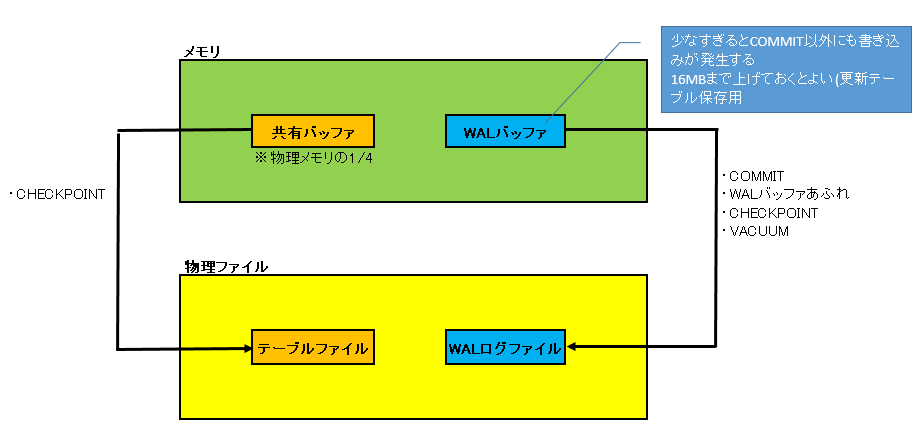 メモリ
少なすぎるとCOMMIT以外にも書き込
みが発生する
16MBまで上げておくとよい(更新テー
ブル保存用
共有バッファ
WALバッファ
※物理メモリの1/4
・CHECKPOINT
・COMMIT
・WALバッファあふれ
・CHECKPOINT
・VACUUM
物理ファイル
テーブルファイル
WALログファイル